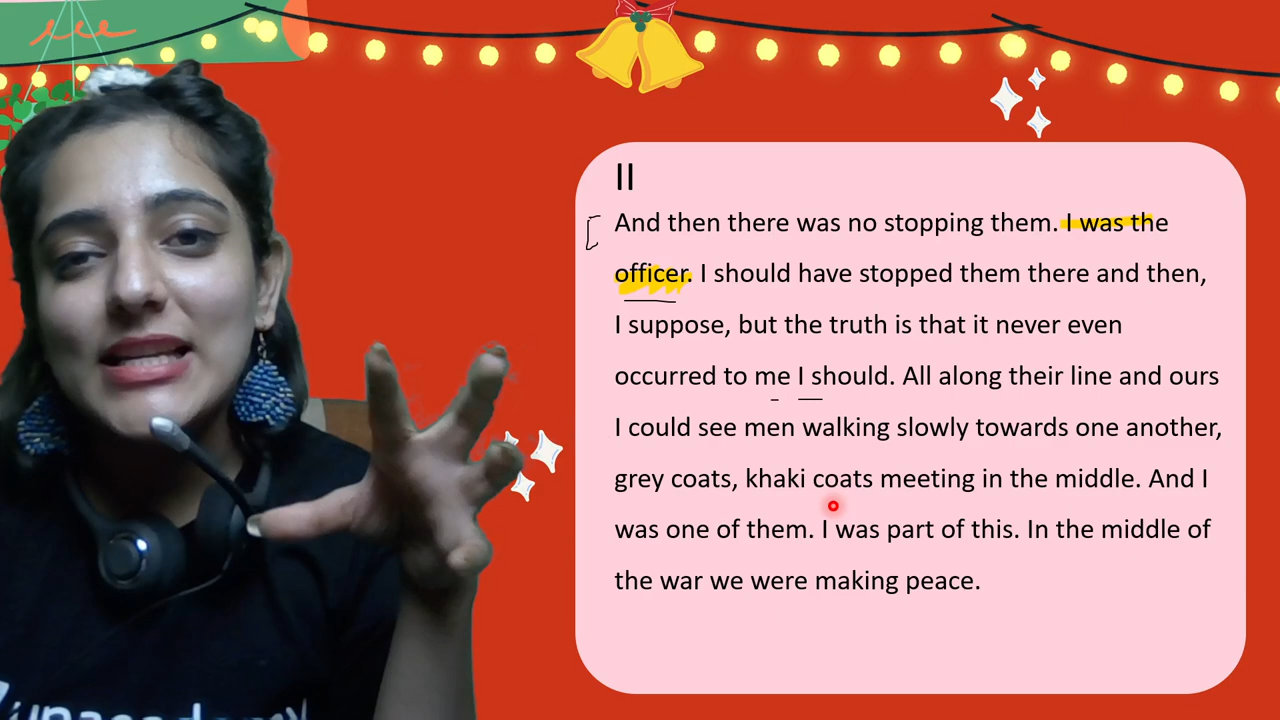 II
And then there was no stopping them. I was the
officer. I should have stopped them there and then,
I suppose, but the truth is that it never even
occurred to me I should. All along their line and ours
I could see men walking slowly towards one another,
grey coats, khaki coats meeting in the middle. And I
was one of them. I was part of this. In the middle of
the war we were making peace.